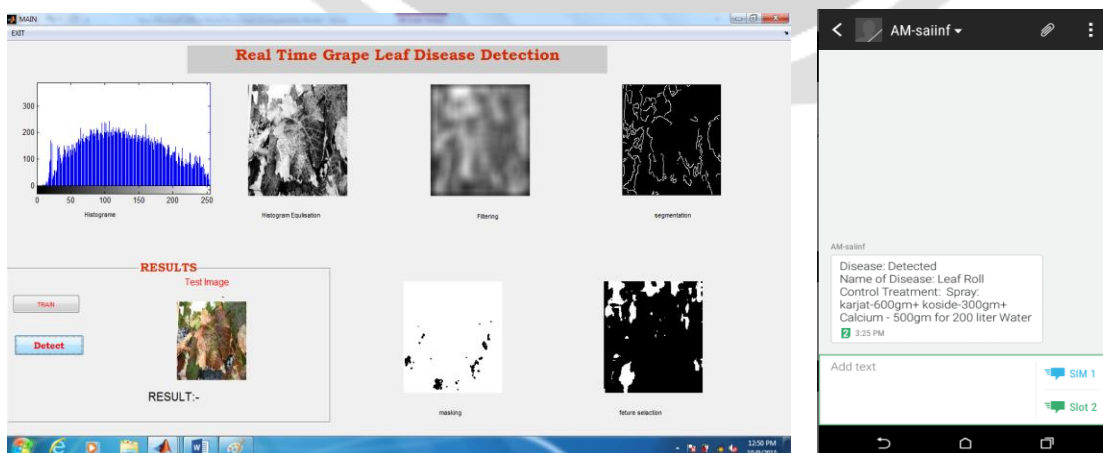 MAIN
EXIT
Real Time Grape Leaf Disease Detection
300
200
100
0
0 50 100 150 200 250
Histograme
Histogram Equlisation
Filtering
segmentation
RESULTS
Test Image
TRAIN
Detect
RESULT:-
masking
feture selaction
12:50 PM
AM-saiinf
AM-saiinf
Disease: Detected
Name of Disease: Leaf Roll
Control Treatment: Spray:
karjat-600gm+ koside-300gm+
Calcium - 500gm for 200 liter Water
2 3:25 PM
Add text
SIM 1
Slot 2